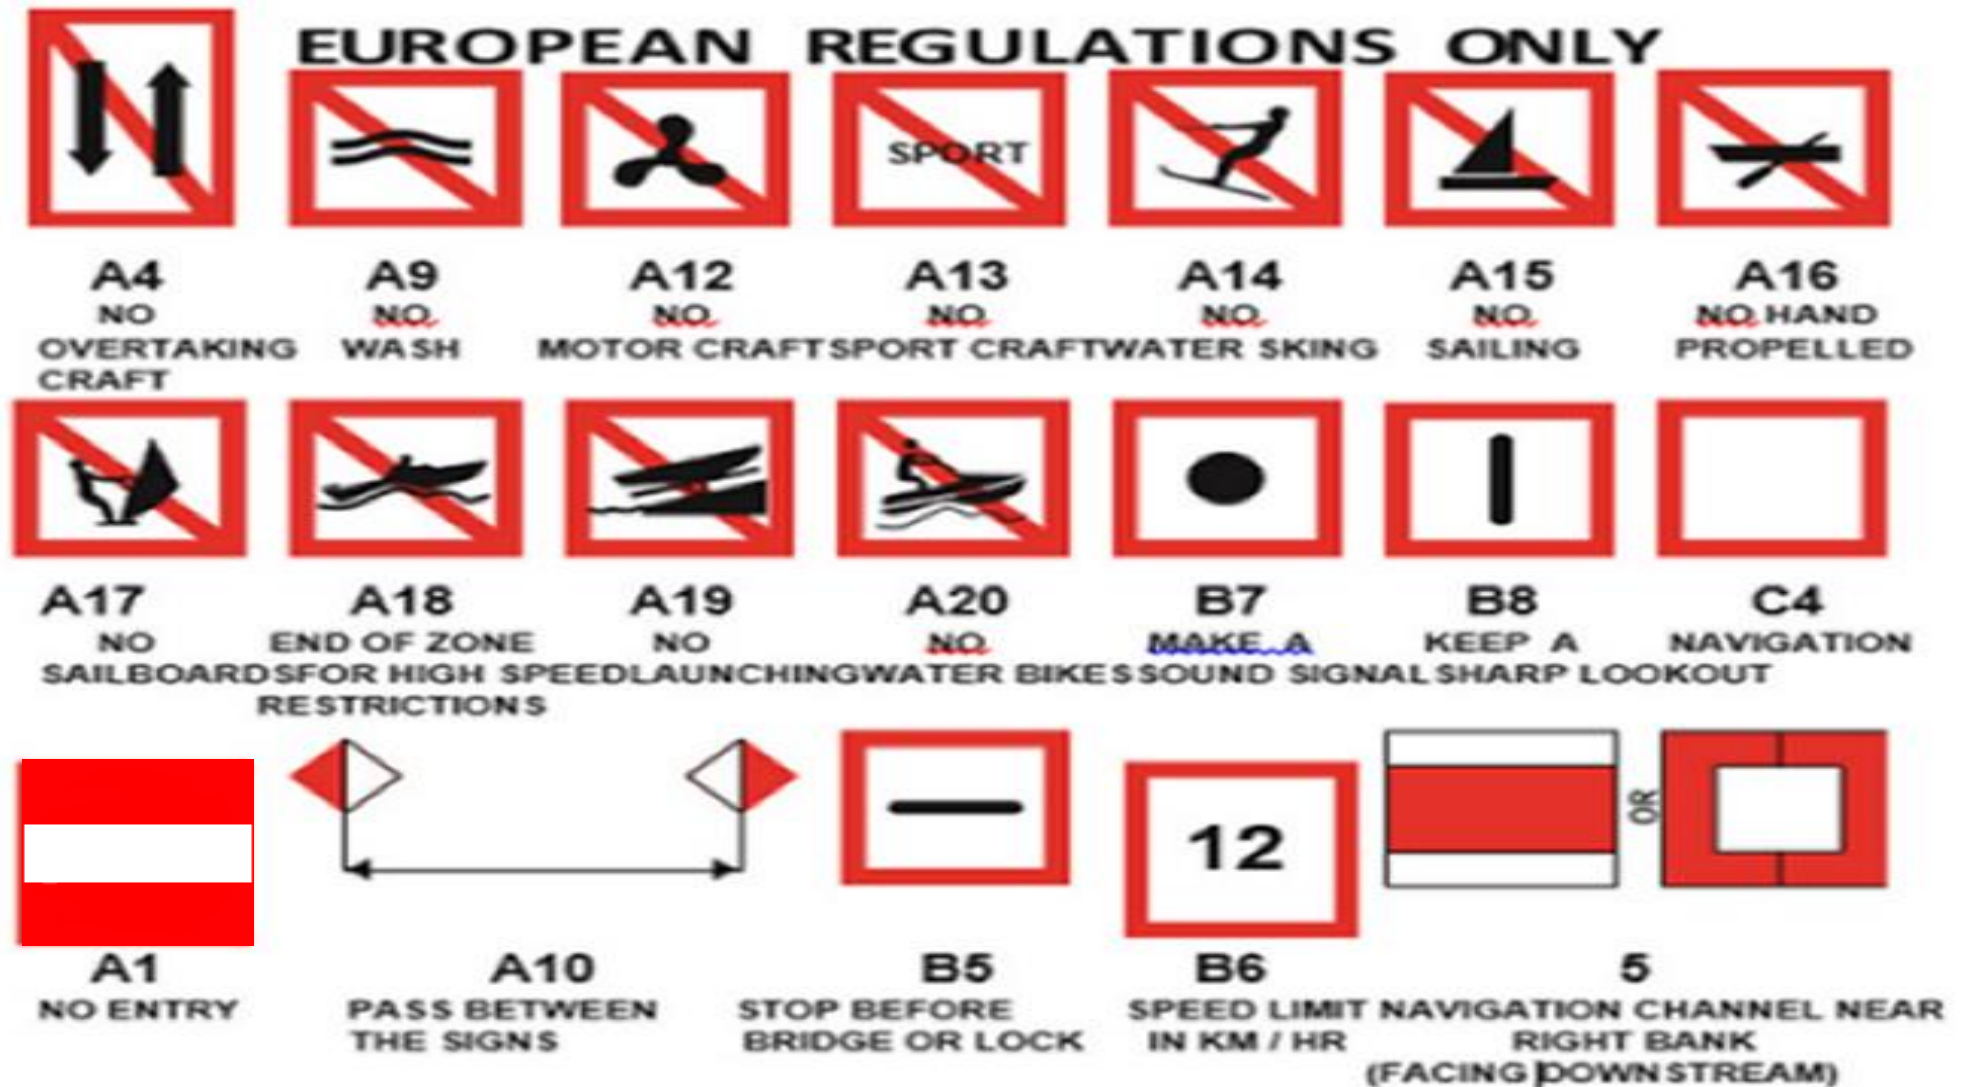 EUROPEAN REGULATIONS ONLY
SPORT
A4 A9 A12 A13 A14 A15 A16
NO NO NO NO NO NO NO HAND
OVERTAKING WASH MOTOR CRAFT SPORT CRAFT WATER SKING SAILING PROPELLED
CRAFT
A17 A18 A19 A20 B7 B8 C4
NO END OF ZONE NO NO MAKE A KEEP A NAVIGATION
SAILBOARDS FOR HIGH SPEED LAUNCHING WATER BIKES SOUND SIGNAL SHARP LOOKOUT
RESTRICTIONS
12
OR
A1 A10 B5 B6 5
NO ENTRY PASS BETWEEN STOP BEFORE SPEED LIMIT NAVIGATION CHANNEL NEAR
THE SIGNS BRIDGE OR LOCK IN KM / HR RIGHT BANK
(FACING DOWNSTREAM)